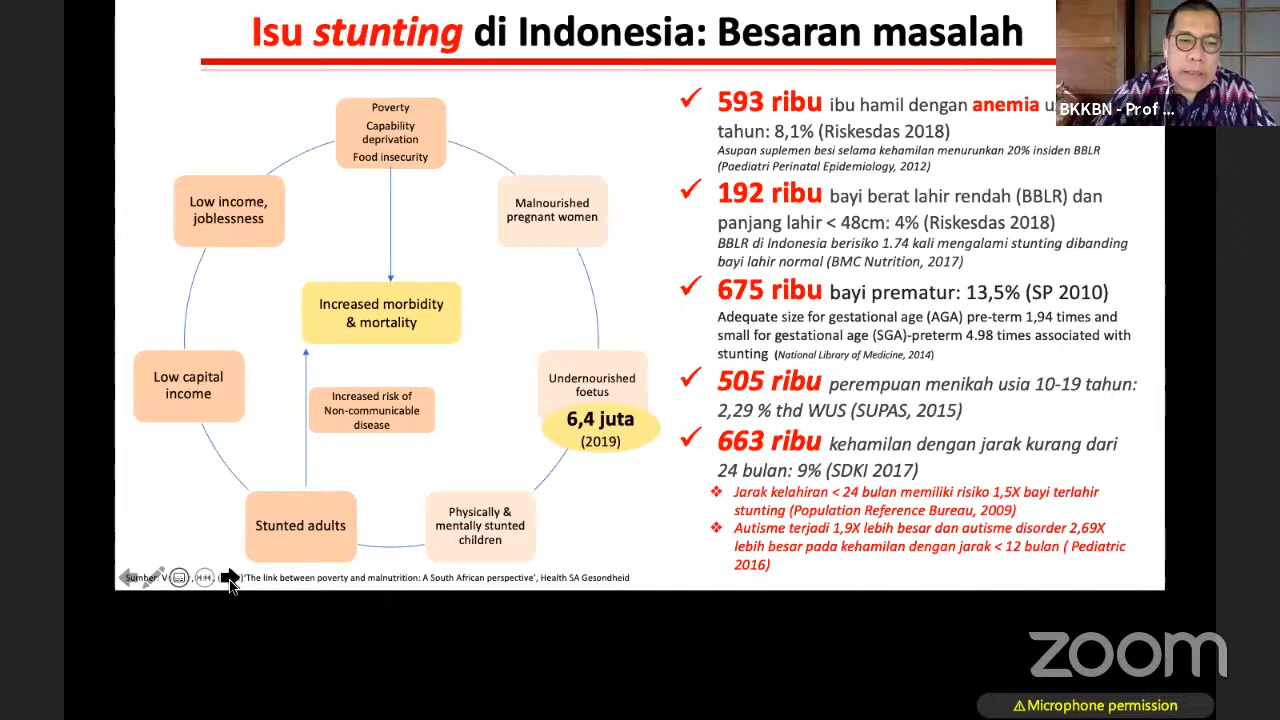 Isu stunting di Indonesia: Besaran masalah
BKKBN - Prof ...
Poverty
Capability
deprivation
Food insecurity
Low income,
joblessness
Malnourished
pregnant women
Increased morbidity
& mortality
Low capital
income
Increased risk of
Non-communicable
disease
Undernourished
foetus
6,4 juta
(2019)
Stunted adults
Physically &
mentally stunted
children
✓ 593 ribu ibu hamil dengan anemia
tahun: 8,1% (Riskesdas 2018)
Asupan suplemen besi selama kehamilan menurunkan 20% insiden BBLR
(Paediatri Perinatal Epidemiology, 2012)
✓ 192 ribu bayi berat lahir rendah (BBLR) dan
panjang lahir < 48cm: 4% (Riskesdas 2018)
BBLR di Indonesia berisiko 1.74 kali mengalami stunting dibanding
bayi lahir normal (BMC Nutrition, 2017)
✓ 675 ribu bayi prematur: 13,5% (SP 2010)
Adequate size for gestational age (AGA) pre-term 1,94 times and
small for gestational age (SGA)-preterm 4.98 times associated with
stunting (National Library of Medicine, 2014)
✓ 505 ribu perempuan menikah usia 10-19 tahun:
2,29 % thd WUS (SUPAS, 2015)
✓ 663 ribu kehamilan dengan jarak kurang dari
24 bulan: 9% (SDKI 2017)
❖ Jarak kelahiran < 24 bulan memiliki risiko 1,5X bayi terlahir
stunting (Population Reference Bureau, 2009)
❖ Autisme terjadi 1,9X lebih besar dan autisme disorder 2,69X
lebih besar pada kehamilan dengan jarak < 12 bulan ( Pediatric
2016)
Sumber: 'The link between poverty and malnutrition: A South African perspective', Health SA Gesondheid
zoom
⚠Microphone permission